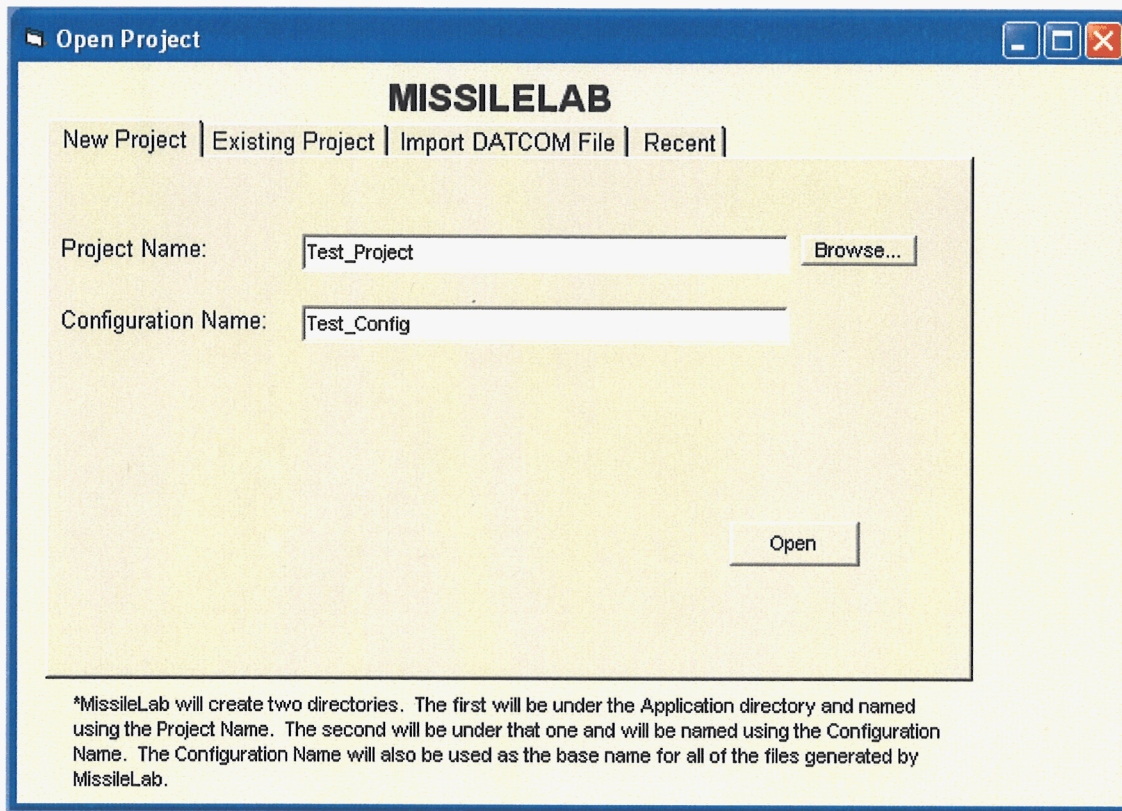 Open Project
MISSILELAB
New Project Existing Project Import DATCOM File Recent
Project Name: Test_Project Browse...
Configuration Name: Test_Config
Open
*MissileLab will create two directories. The first will be under the Application directory and named
using the Project Name. The second will be under that one and will be named using the Configuration
Name. The Configuration Name will also be used as the base name for all of the files generated by
MissileLab.